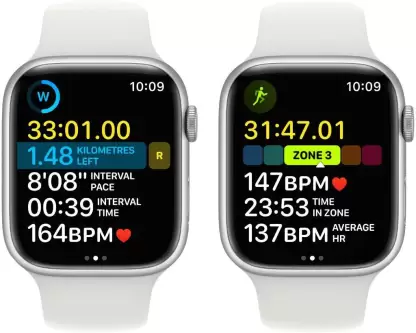 W 10:09
33:01.00
1.48 KILOMETRES LEFT R
8'08" INTERVAL PACE
00:39 INTERVAL TIME
164BPM
10:09
31:47.01
ZONE 3
147BPM
23:53 TIME IN ZONE
137BPM AVERAGE HR